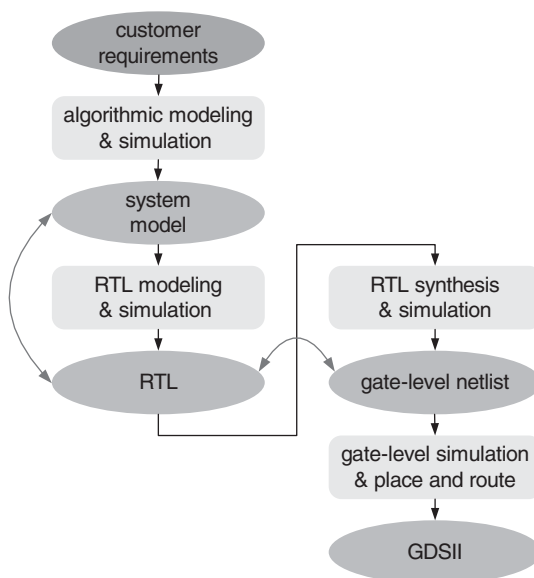 customer
requirements
algorithmic modeling
& simulation
system
model
RTL modeling
& simulation
RTL
RTL synthesis
& simulation
gate-level netlist
gate-level simulation
& place and route
GDSII